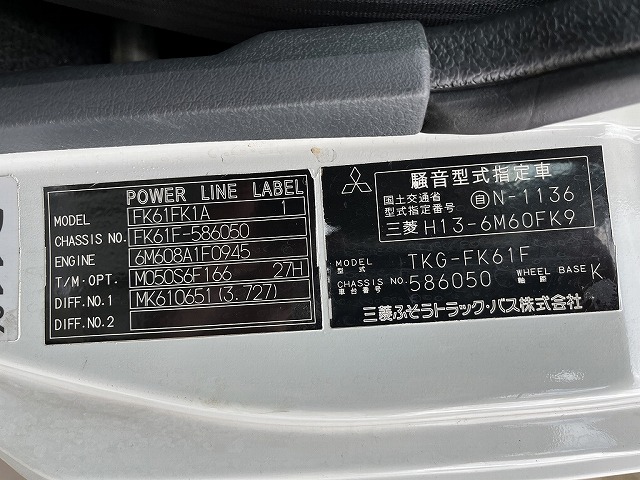 POWER LINE LABEL
MODEL FK61FK1A 1
CHASSIS NO. FK61F-586050
ENGINE 6M608A1F0945
T/M·OPT. M050S6F166 27H
DIFF.NO.1 MK610651 (3.727)
DIFF.NO.2
騒音型式指定車
国土交通省
型式指定番号 自N-1136
三菱 H13-6M60FK9
MODEL
型式 TKG-FK61F
CHASSIS NO.
車台番号 586050 WHEEL BASE
軸距 K
三菱ふそうトラック・バス株式会社